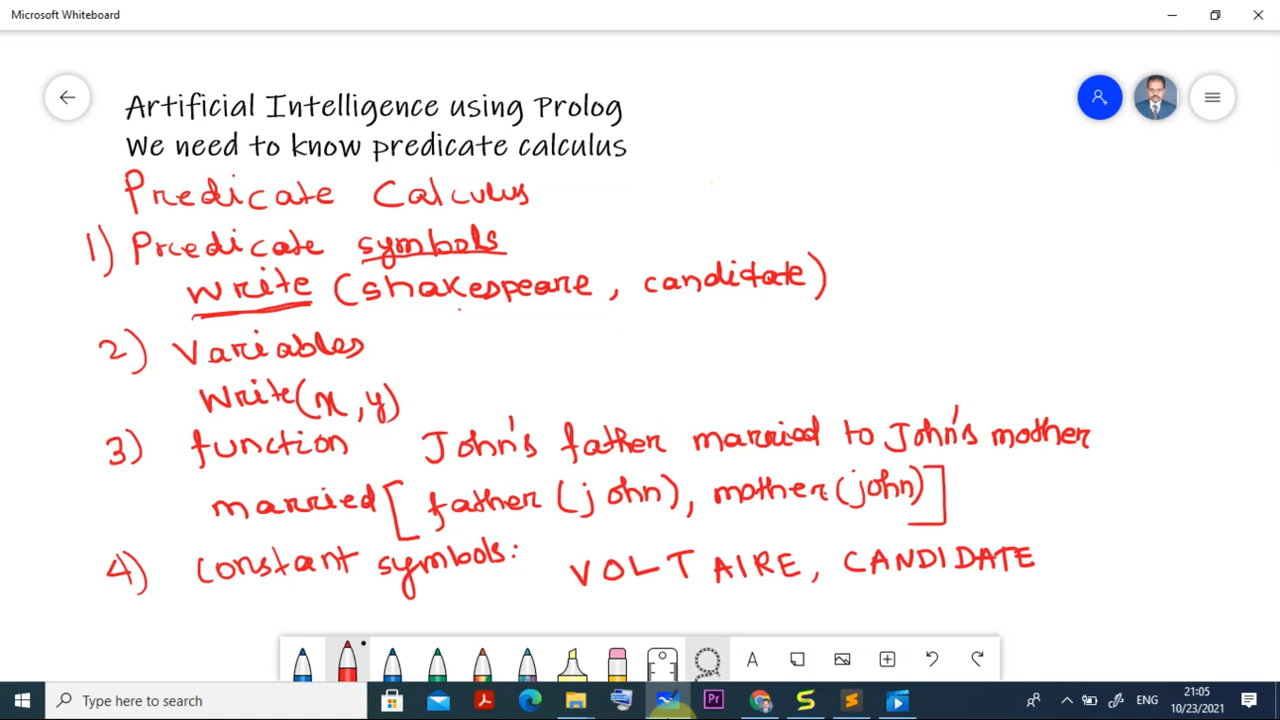 Microsoft Whiteboard
Artificial Intelligence using Prolog
We need to know predicate calculus
Predicate Calculus
1) Predicate symbols
Write (shakespeare, canditate)
2) Variables
Write(x,y)
3) function John's father married to John's mother
married[father(john), mother(john)]
4) constant symbols: VOLTAIRE, CANDIDATE
Type here to search
ENG
21:05
10/23/2021